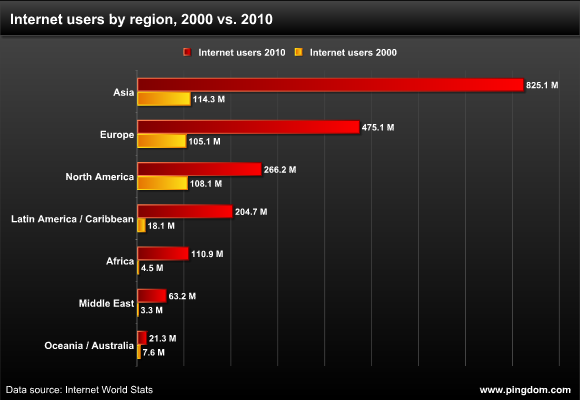 Internet users by region, 2000 vs. 2010
Internet users 2010 Internet users 2000
Asia 825.1 M
114.3 M
Europe 475.1 M
105.1 M
North America 266.2 M
108.1 M
Latin America / Caribbean 204.7 M
18.1 M
Africa 110.9 M
4.5 M
Middle East 63.2 M
3.3 M
Oceania / Australia 21.3 M
7.6 M
Data source: Internet World Stats www.pingdom.com